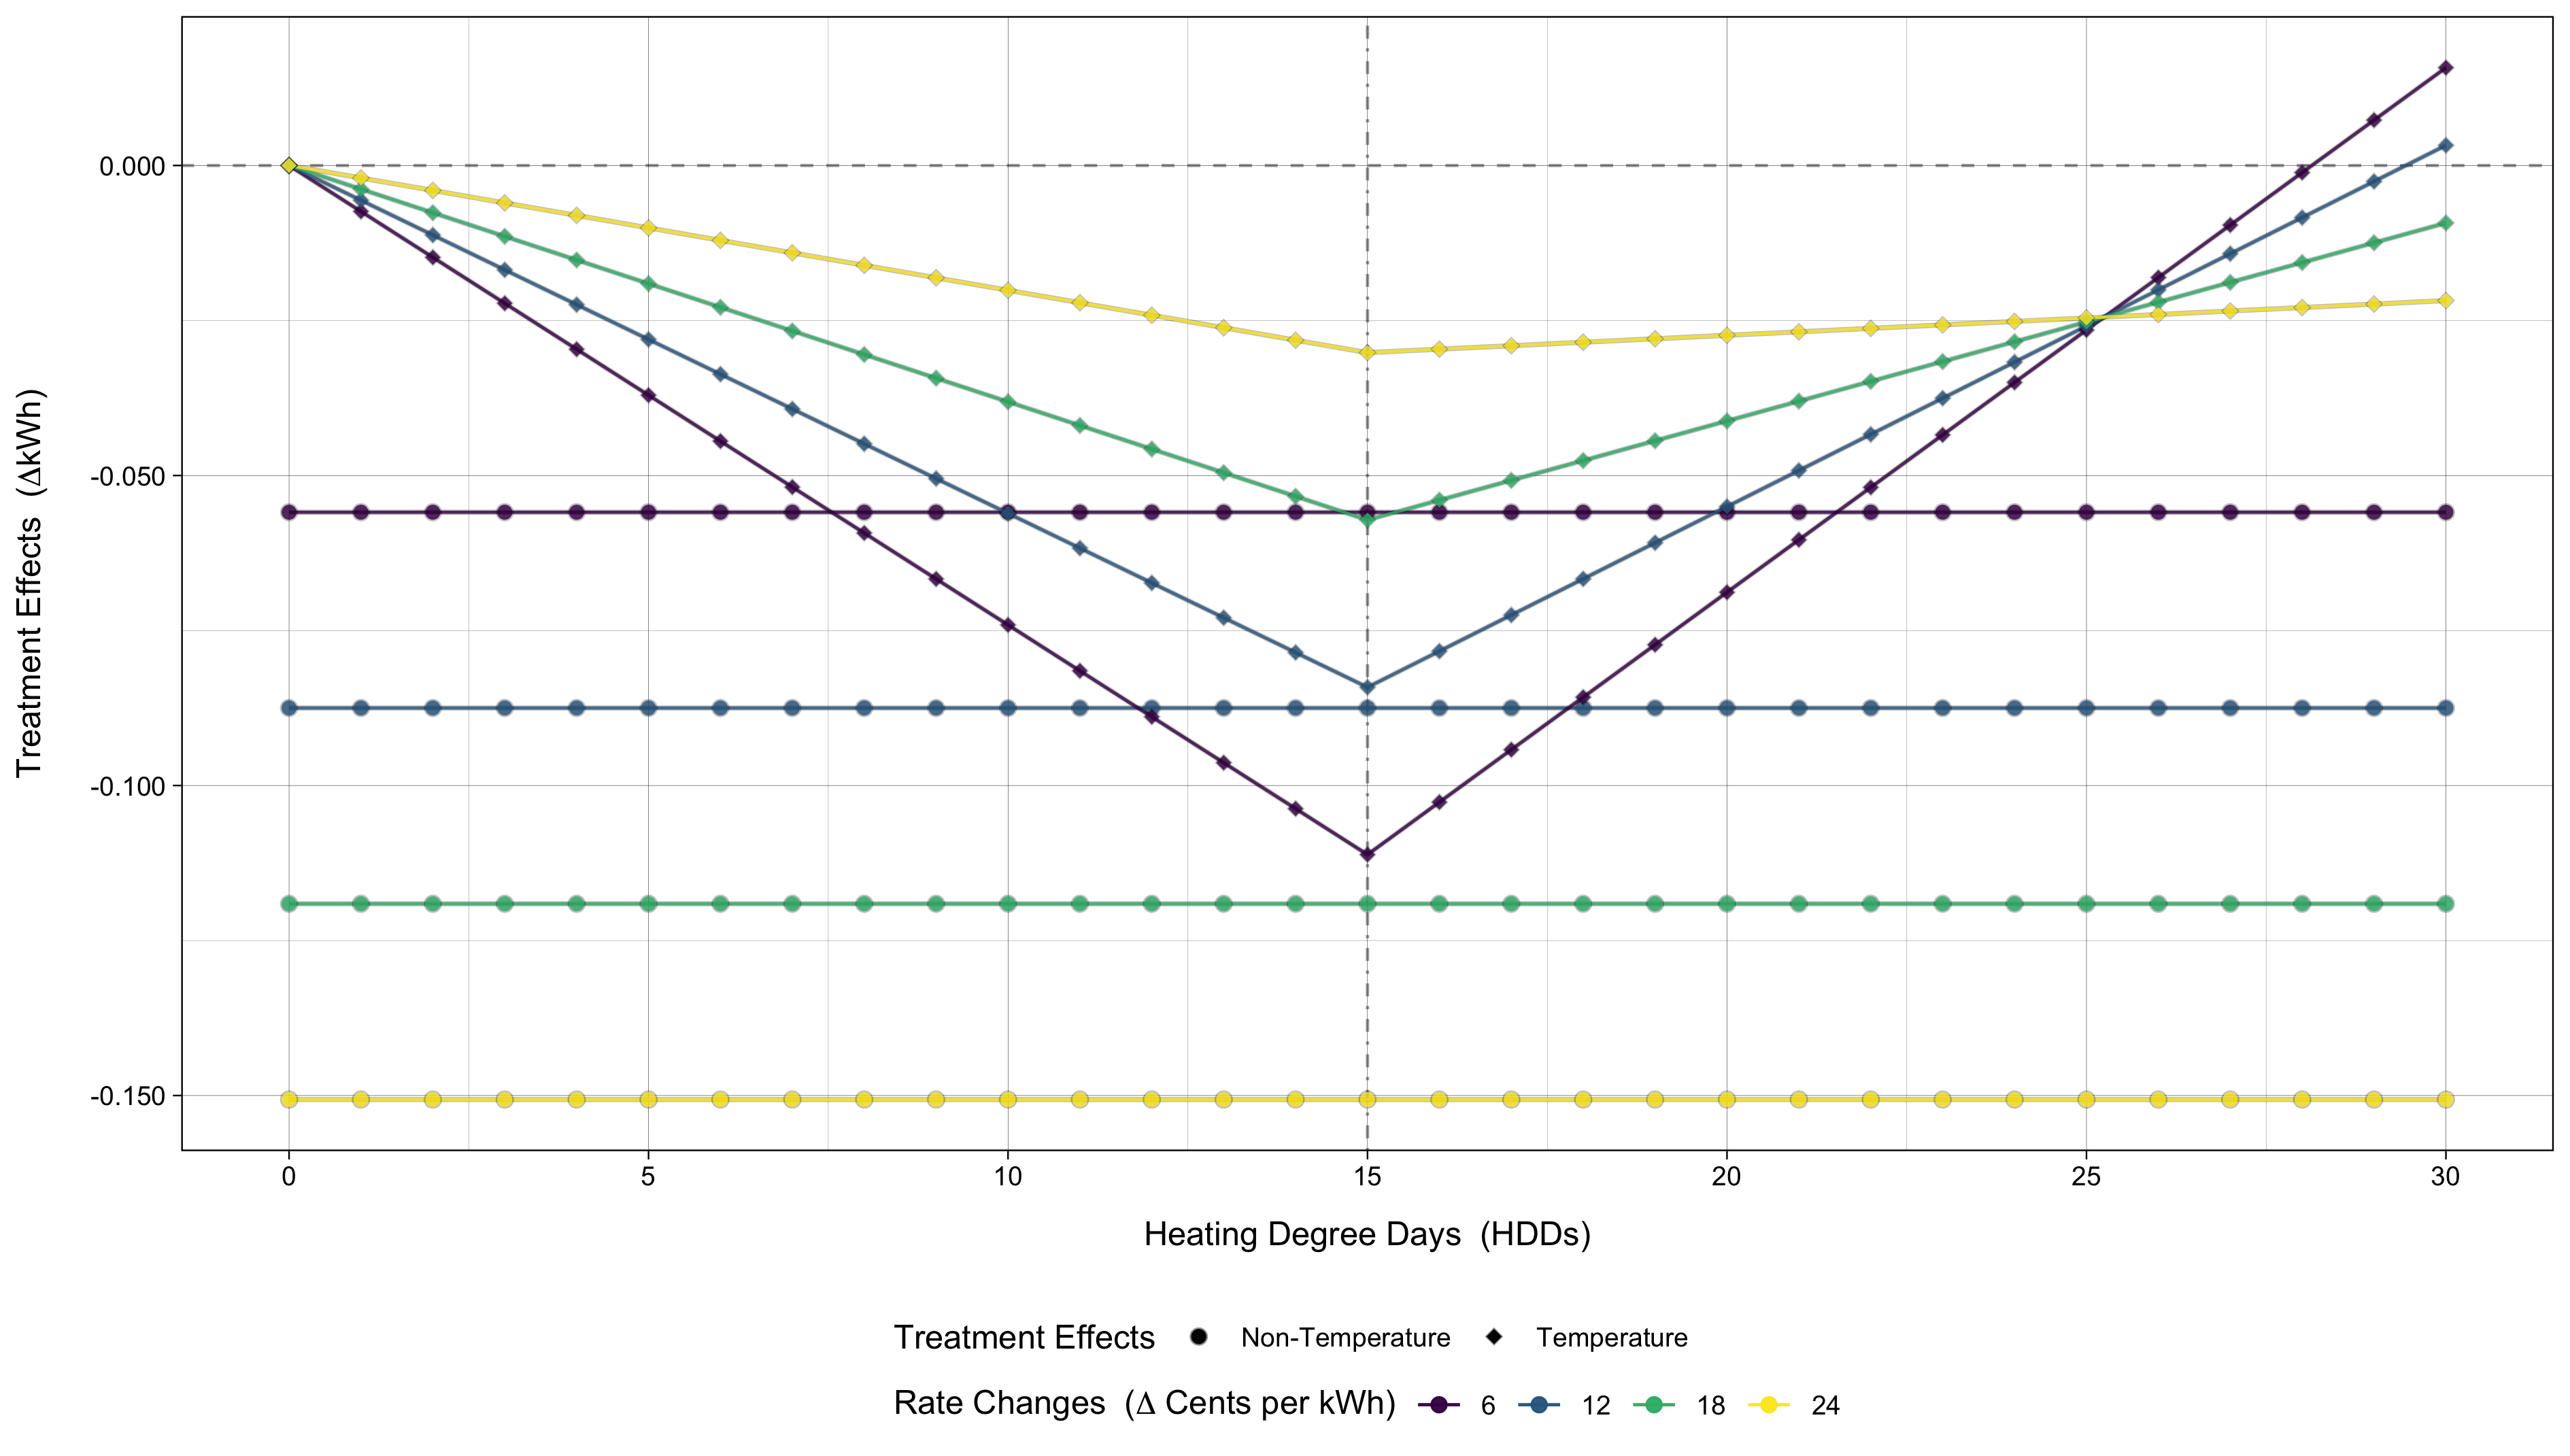 0.000
-0.050
-0.100
-0.150
Treatment Effects (ΔkWh)
0 5 10 15 20 25 30
Heating Degree Days (HDDs)
Treatment Effects Non-Temperature Temperature
Rate Changes (Δ Cents per kWh) 6 12 18 24